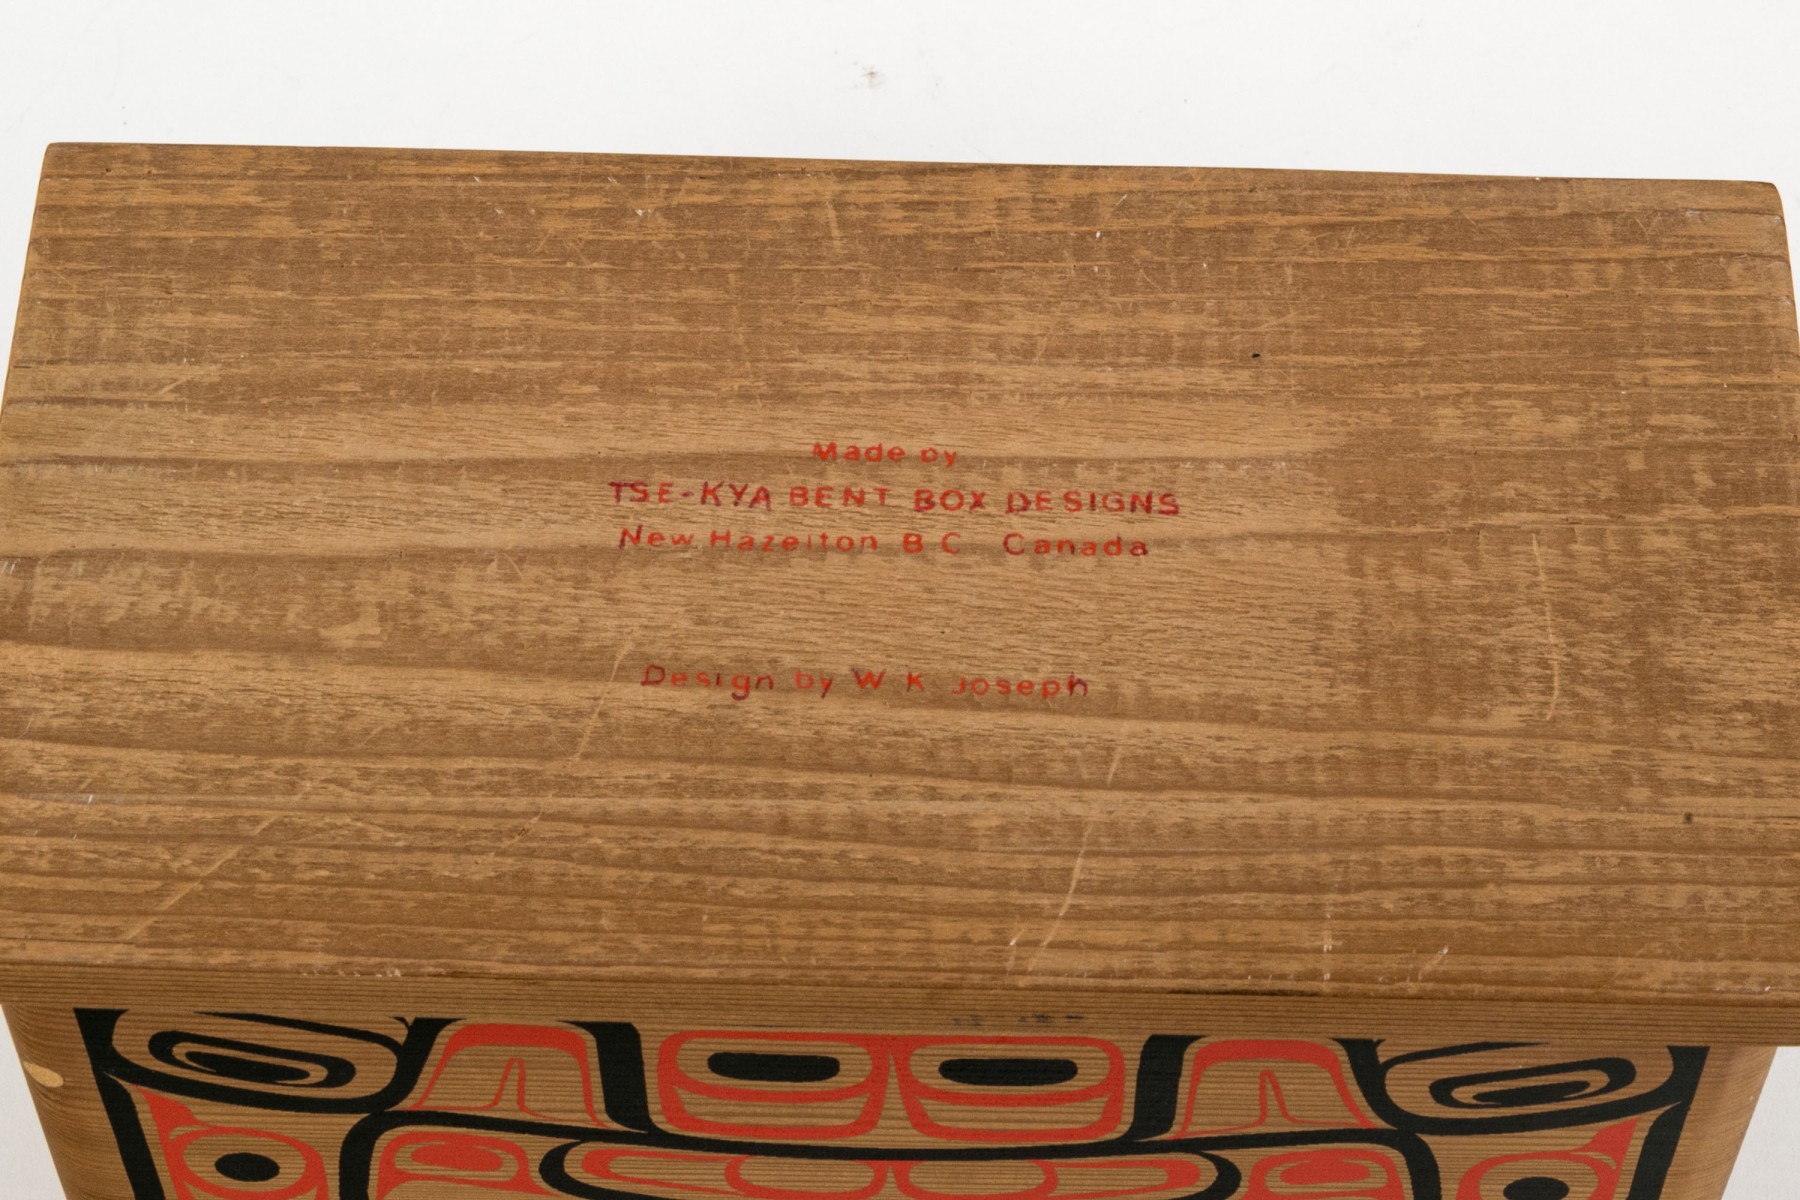 Made by
TSE-KYA BENT BOX DESIGNS
New Hazelton B C. Canada
Design by W K Joseph